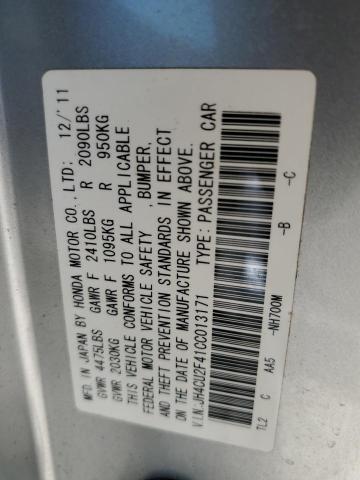 MFD. IN JAPAN BY HONDA MOTOR CO., LTD: 12/'11
GVWR 4475LBS GAWR F 2410LBS R 2090LBS
GVWR 2030KG GAWR F 1095KG R 950KG
THIS VEHICLE CONFORMS TO ALL APPLICABLE
FEDERAL MOTOR VEHICLE SAFETY , BUMPER,
AND THEFT PREVENTION STANDARDS IN EFFECT
ON THE DATE OF MANUFACTURE SHOWN ABOVE.
V.I.N.:JH4CU2F41CC013171 TYPE: PASSENGER CAR
TL2 C AA5 -NH700M -B -C